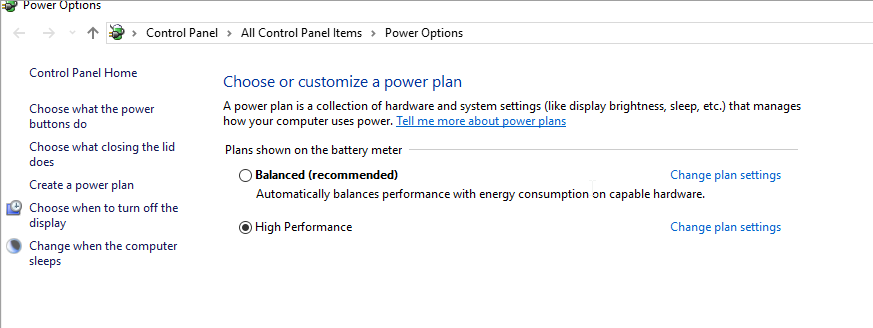 Power Options
Control Panel > All Control Panel Items > Power Options
Control Panel Home
Choose what the power
buttons do
Choose what closing the lid
does
Create a power plan
Choose when to turn off the
display
Change when the computer
sleeps
Choose or customize a power plan
A power plan is a collection of hardware and system settings (like display brightness, sleep, etc.) that manages
how your computer uses power. Tell me more about power plans
Plans shown on the battery meter
Balanced (recommended) Change plan settings
Automatically balances performance with energy consumption on capable hardware.
High Performance Change plan settings